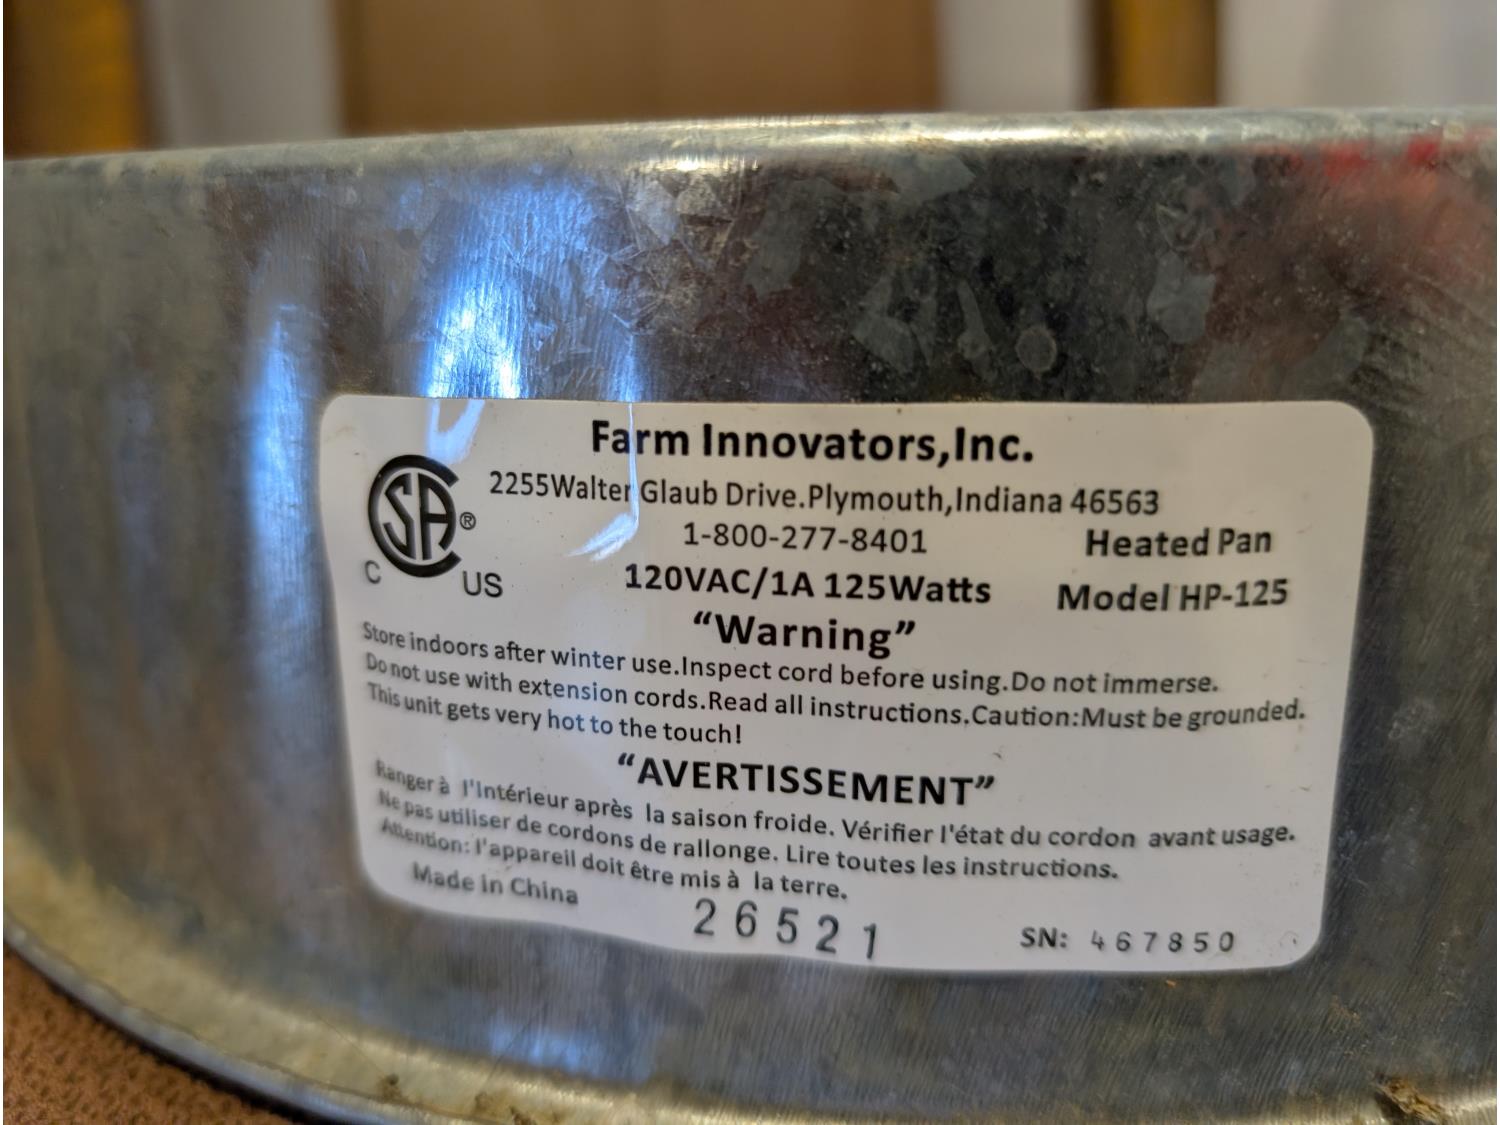 Farm Innovators,Inc.
2255Walter Glaub Drive.Plymouth,Indiana 46563
1-800-277-8401
Heated Pan
CSA® C US
120VAC/1A 125Watts
Model HP-125
“Warning”
Store indoors after winter use.Inspect cord before using.Do not immerse.
Do not use with extension cords.Read all instructions.Caution:Must be grounded.
This unit gets very hot to the touch!
“AVERTISSEMENT”
Ranger à l'Intérieur après la saison froide. Vérifier l'état du cordon avant usage.
Ne pas utiliser de cordons de rallonge. Lire toutes les instructions.
Attention: l'appareil doit être mis à la terre.
Made in China
26521
SN: 467850